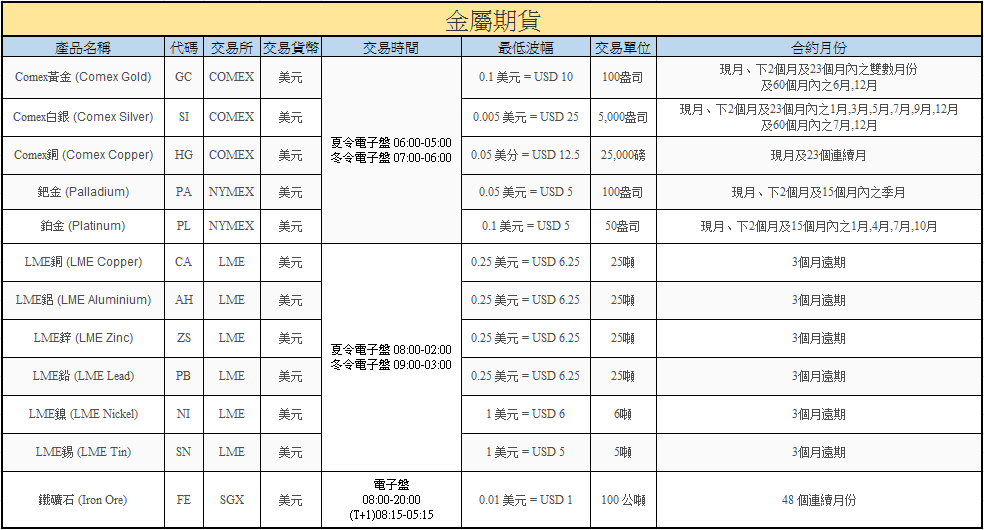 金屬期貨
產品名稱 代碼 交易所 交易貨幣 交易時間 最低波幅 交易單位 合約月份
Comex黃金 (Comex Gold) GC COMEX 美元 0.1 美元 = USD 10 100盎司 現月、下2個月及23個月內之雙數月份
及60個月內之6月,12月
Comex白銀 (Comex Silver) SI COMEX 美元 0.005 美元 = USD 25 5,000盎司 現月、下2個月及23個月內之1月,3月,5月,7月,9月,12月
及60個月內之7月,12月
夏令電子盤 06:00-05:00
冬令電子盤 07:00-06:00
Comex銅 (Comex Copper) HG COMEX 美元 0.05 美分 = USD 12.5 25,000磅 現月及23個連續月
鈀金 (Palladium) PA NYMEX 美元 0.05 美元 = USD 5 100盎司 現月、下2個月及15個月內之季月
鉑金 (Platinum) PL NYMEX 美元 0.1 美元 = USD 5 50盎司 現月、下2個月及15個月內之1月,4月,7月,10月
LME銅 (LME Copper) CA LME 美元 0.25 美元 = USD 6.25 25噸 3個月遠期
LME鋁 (LME Aluminium) AH LME 美元 0.25 美元 = USD 6.25 25噸 3個月遠期
LME鋅 (LME Zinc) ZS LME 美元 0.25 美元 = USD 6.25 25噸 3個月遠期
夏令電子盤 08:00-02:00
冬令電子盤 09:00-03:00
LME鉛 (LME Lead) PB LME 美元 0.25 美元 = USD 6.25 25噸 3個月遠期
LME鎳 (LME Nickel) NI LME 美元 1 美元 = USD 6 6噸 3個月遠期
LME錫 (LME Tin) SN LME 美元 1 美元 = USD 5 5噸 3個月遠期
鐵礦石 (Iron Ore) FE SGX 美元 電子盤
08:00-20:00
(T+1)08:15-05:15 0.01 美元 = USD 1 100 公噸 48 個連續月份